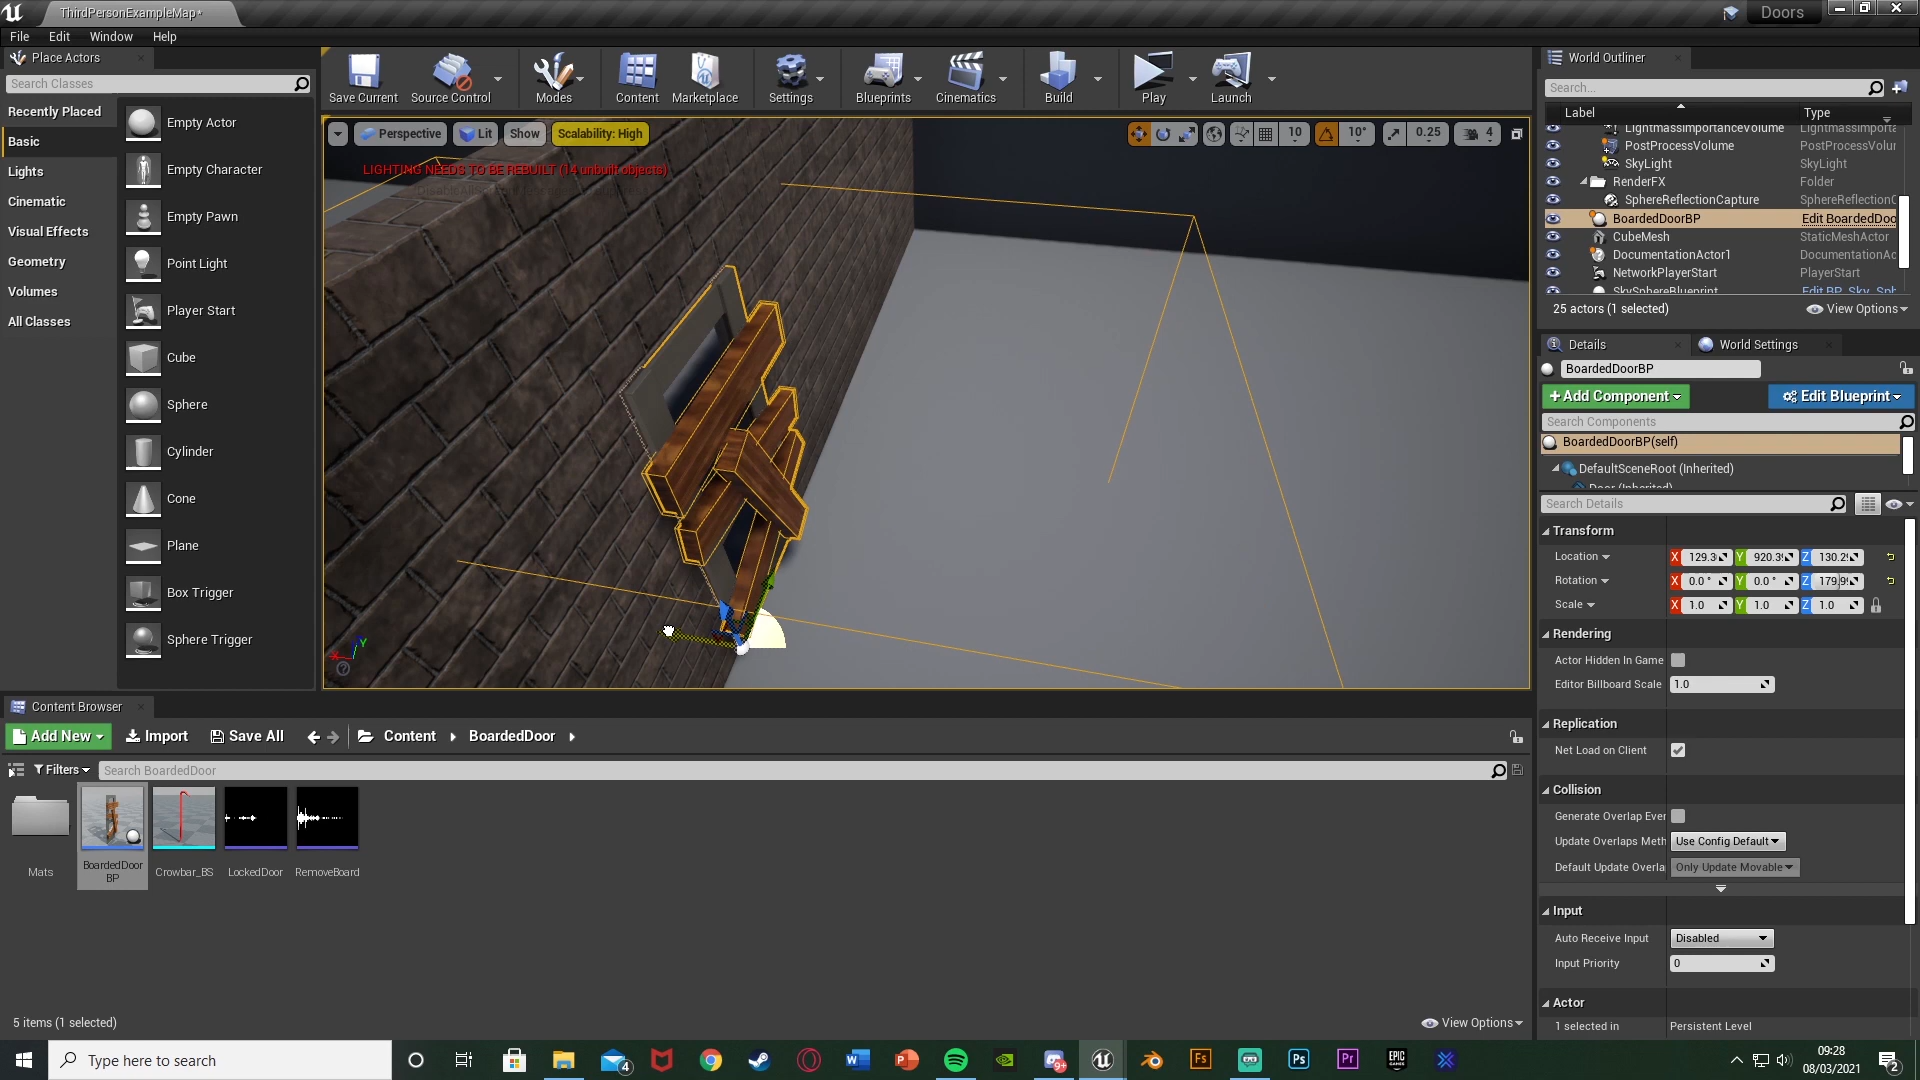 ThirdPersonExampleMap*
Doors
File Edit Window Help
Place Actors
Search Classes
Recently Placed
Basic
Lights
Cinematic
Visual Effects
Geometry
Volumes
All Classes
Empty Actor
Empty Character
Empty Pawn
Point Light
Player Start
Cube
Sphere
Cylinder
Cone
Plane
Box Trigger
Sphere Trigger
Save Current
Source Control
Modes
Content
Marketplace
Settings
Blueprints
Cinematics
Build
Play
Launch
Perspective Lit Show Scalability: High
10 10° 0.25 4
LIGHTING NEEDS TO BE REBUILT (14 unbuilt objects)
World Outliner
Search...
Label Type
LightmassImportanceVolume Lightmassimporta
PostProcessVolume PostProcessVolur
SkyLight SkyLight
RenderFX Folder
SphereReflectionCapture SphereReflectionC
BoardedDoorBP Edit BoardedDoo
CubeMesh StaticMeshActor
DocumentationActor1 DocumentationAc
NetworkPlayerStart PlayerStart
SkySphereBlueprint Edit BP_Sky_Sph
25 actors (1 selected) View Options
Details World Settings
BoardedDoorBP
+Add Component Edit Blueprint
Search Components
BoardedDoorBP(self)
DefaultSceneRoot (Inherited)
Door (Inherited)
Search Details
Transform
Location X 129.3 Y 920.3 Z 130.2
Rotation X 0.0 ° Y 0.0 ° Z 179.9
Scale X 1.0 Y 1.0 Z 1.0
Rendering
Actor Hidden In Game
Editor Billboard Scale 1.0
Replication
Net Load on Client
Collision
Generate Overlap Ever
Update Overlaps Meth Use Config Default
Default Update Overla Only Update Movable
Input
Auto Receive Input Disabled
Input Priority 0
Actor
1 selected in Persistent Level
Content Browser
Add New Import Save All Content BoardedDoor
Filters Search BoardedDoor
Mats
BoardedDoor
BP
Crowbar_BS
LockedDoor
RemoveBoard
5 items (1 selected) View Options
Type here to search
09:28
08/03/2021